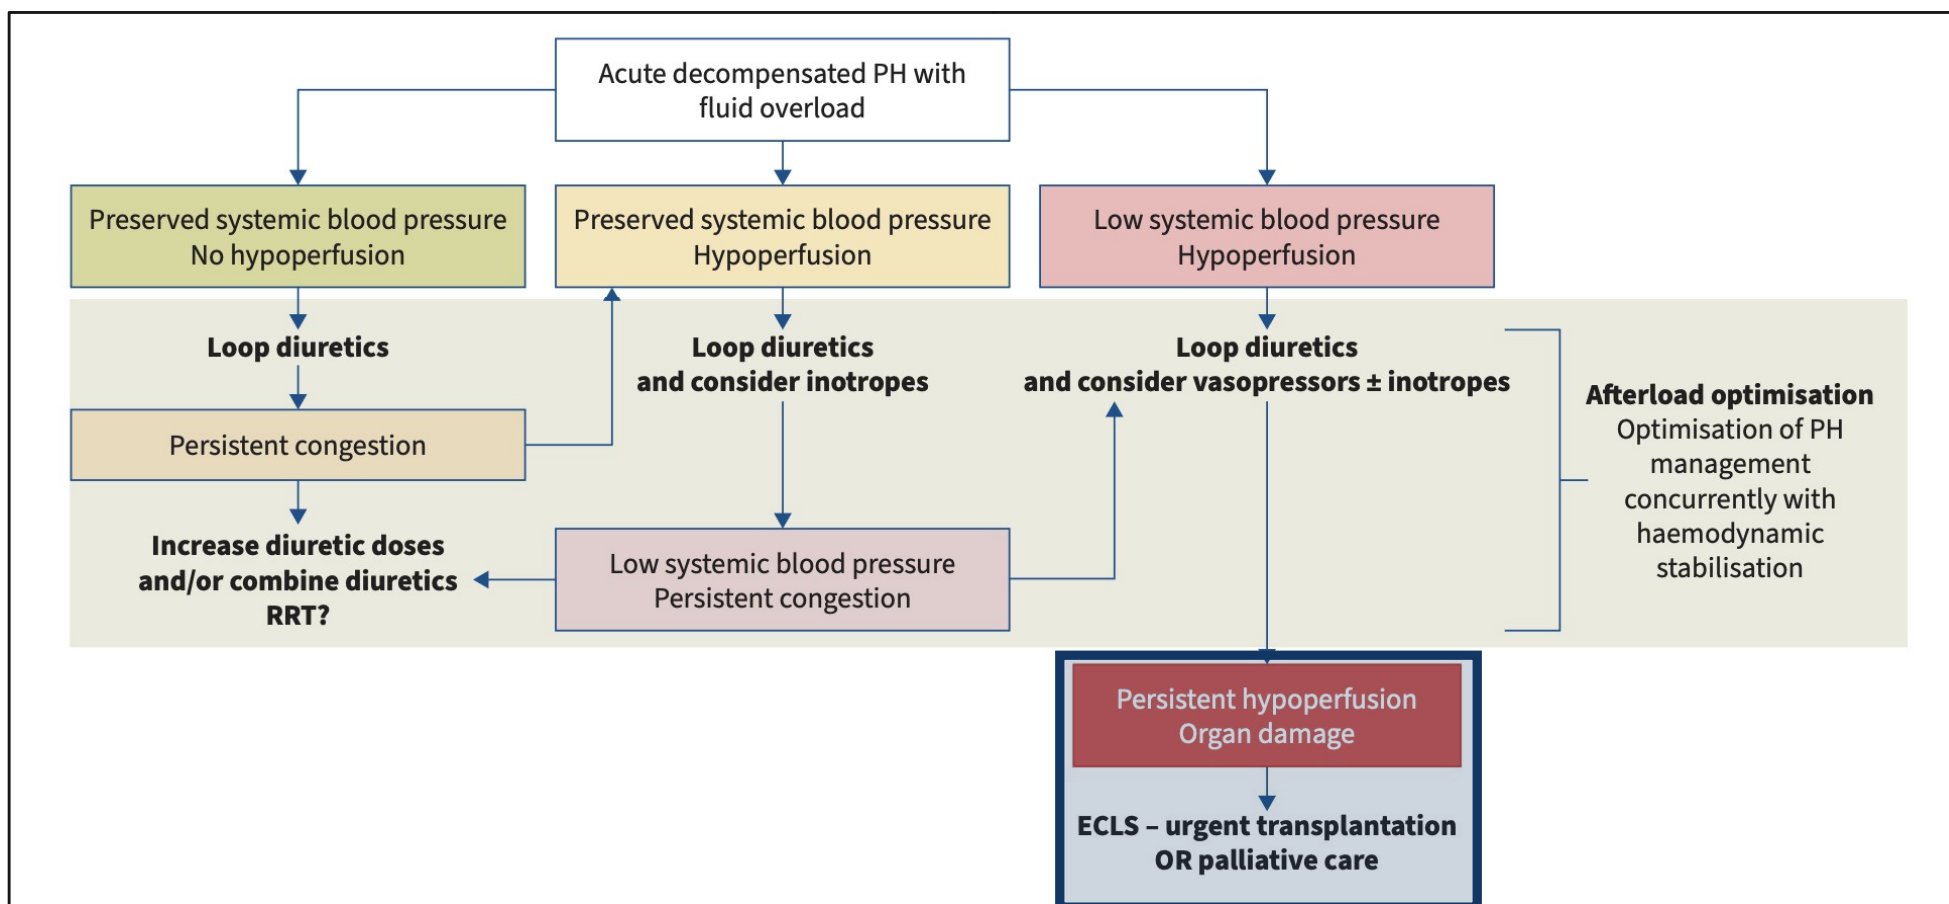 Acute decompensated PH with
fluid overload
Preserved systemic blood pressure
No hypoperfusion
Preserved systemic blood pressure
Hypoperfusion
Low systemic blood pressure
Hypoperfusion
Loop diuretics
Loop diuretics
and consider inotropes
Loop diuretics
and consider vasopressors ± inotropes
Afterload optimisation
Optimisation of PH
management
concurrently with
haemodynamic
stabilisation
Persistent congestion
Increase diuretic doses
and/or combine diuretics
RRT?
Low systemic blood pressure
Persistent congestion
Persistent hypoperfusion
Organ damage
ECLS – urgent transplantation
OR palliative care